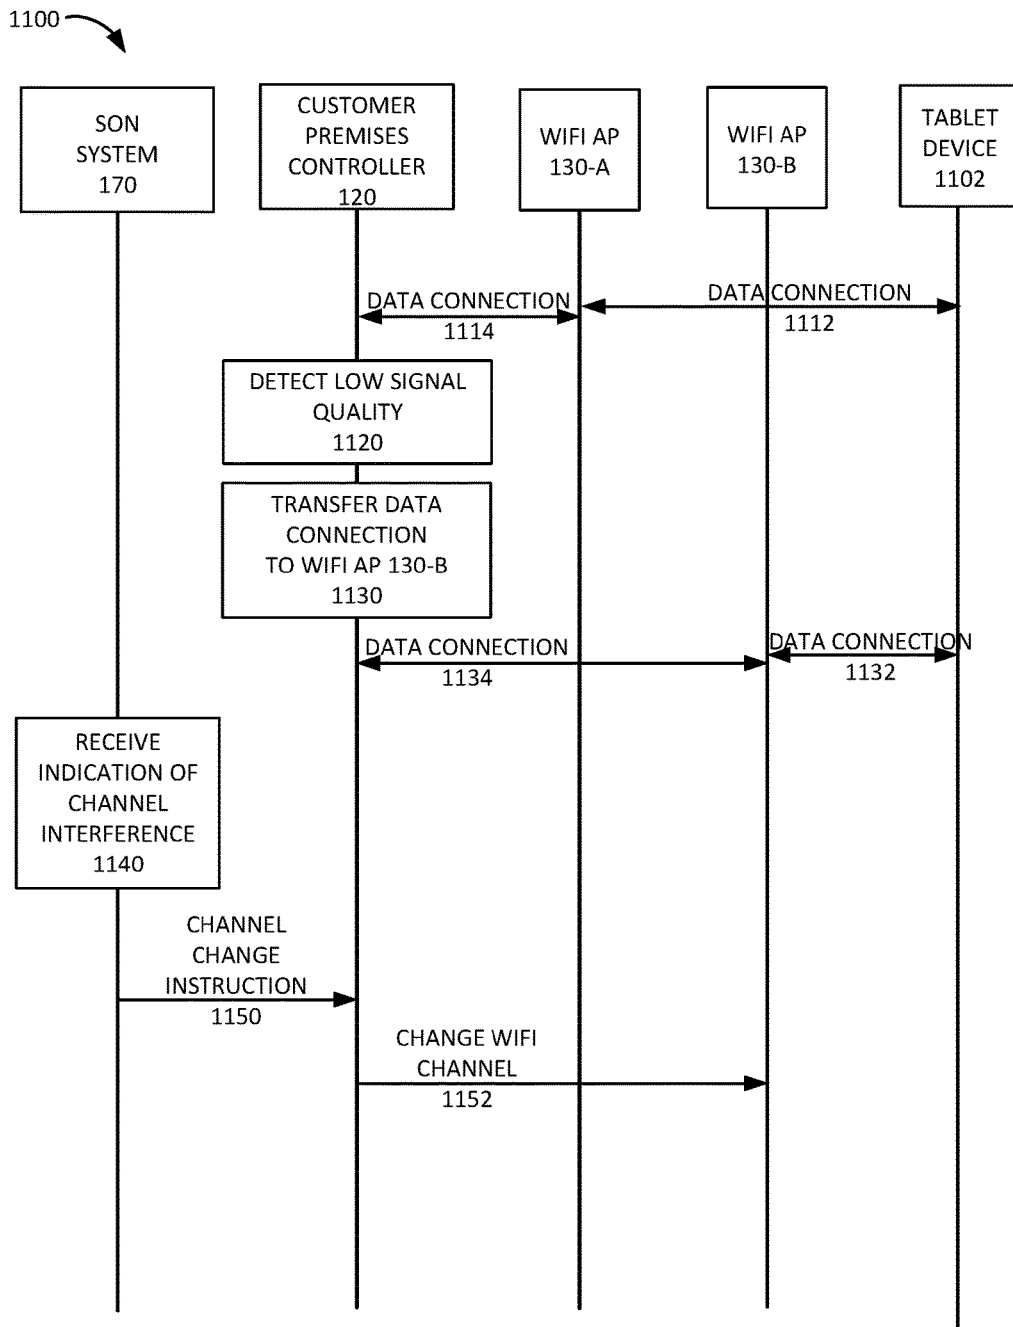 1100
SON
SYSTEM
170
CUSTOMER
PREMISES
CONTROLLER
120
WIFI AP
130-A
WIFI AP
130-B
TABLET
DEVICE
1102
DATA CONNECTION
1114
DATA CONNECTION
1112
DETECT LOW SIGNAL
QUALITY
1120
TRANSFER DATA
CONNECTION
TO WIFI AP 130-B
1130
DATA CONNECTION
1134
DATA CONNECTION
1132
RECEIVE
INDICATION OF
CHANNEL
INTERFERENCE
1140
CHANNEL
CHANGE
INSTRUCTION
1150
CHANGE WIFI
CHANNEL
1152